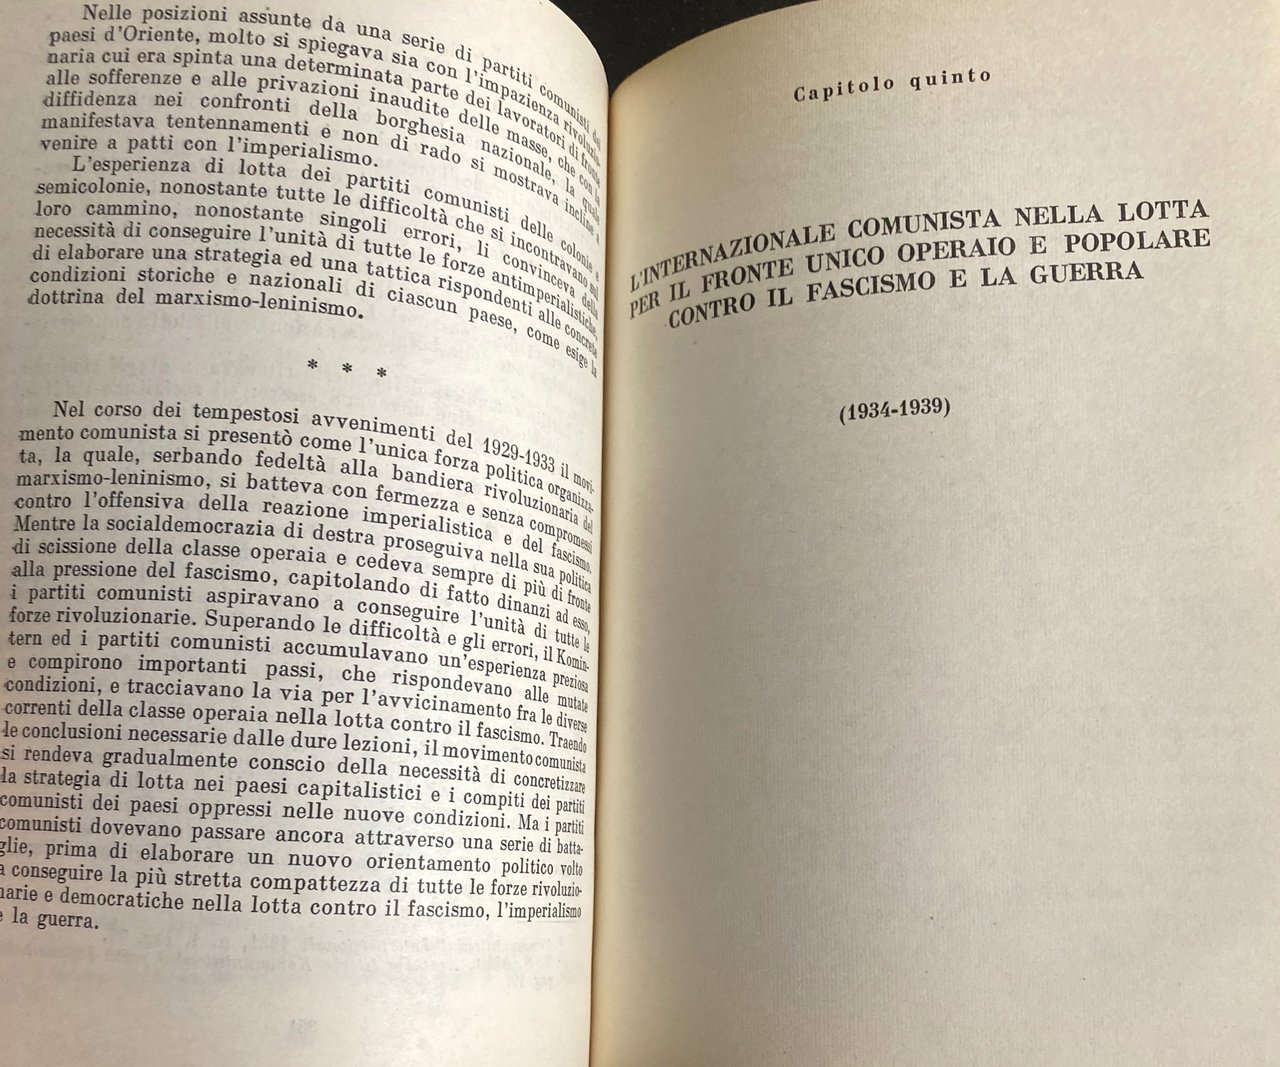 Nelle posizioni assunte da una serie di partiti comunisti dei
paesi d'Oriente, molto si spiegava sia con l'impazienza rivoluzio-
naria cui era spinta una determinata parte dei lavoratori di fronte
alle sofferenze e alle privazioni inaudite delle masse, che con la
diffidenza nei confronti della borghesia nazionale, la quale
manifestava tentennamenti e non di rado si mostrava incline a
venire a patti con l'imperialismo.
L'esperienza di lotta dei partiti comunisti delle colonie e
semicolonie, nonostante tutte le difficoltà che si incontravano sul
loro cammino, nonostante singoli errori, li convinceva della
necessità di conseguire l'unità di tutte le forze antimperialistiche,
di elaborare una strategia ed una tattica rispondenti alle concrete
condizioni storiche e nazionali di ciascun paese, come esige la
dottrina del marxismo-leninismo.
* * *
Nel corso dei tempestosi avvenimenti del 1929-1933 il movi-
mento comunista si presentò come l'unica forza politica organizza-
ta, la quale, serbando fedeltà alla bandiera rivoluzionaria del
marxismo-leninismo, si batteva con fermezza e senza compromessi
contro l'offensiva della reazione imperialistica e del fascismo.
Mentre la socialdemocrazia di destra proseguiva nella sua politica
di scissione della classe operaia e cedeva sempre di più di fronte
alla pressione del fascismo, capitolando di fatto dinanzi ad esso,
i partiti comunisti aspiravano a conseguire l'unità di tutte le
forze rivoluzionarie. Superando le difficoltà e gli errori, il Komin-
tern ed i partiti comunisti accumulavano un'esperienza preziosa
e compirono importanti passi, che rispondevano alle mutate
condizioni, e tracciavano la via per l'avvicinamento fra le diverse
correnti della classe operaia nella lotta contro il fascismo. Traendo
le conclusioni necessarie dalle dure lezioni, il movimento comunista
si rendeva gradualmente conscio della necessità di concretizzare
la strategia di lotta nei paesi capitalistici e i compiti dei partiti
comunisti dei paesi oppressi nelle nuove condizioni. Ma i partiti
comunisti dovevano passare ancora attraverso una serie di batta-
glie, prima di elaborare un nuovo orientamento politico volto
a conseguire la più stretta compattezza di tutte le forze rivoluzio-
narie e democratiche nella lotta contro il fascismo, l'imperialismo
e la guerra.
Capitolo quinto
L'INTERNAZIONALE COMUNISTA NELLA LOTTA
PER IL FRONTE UNICO OPERAIO E POPOLARE
CONTRO IL FASCISMO E LA GUERRA
(1934-1939)